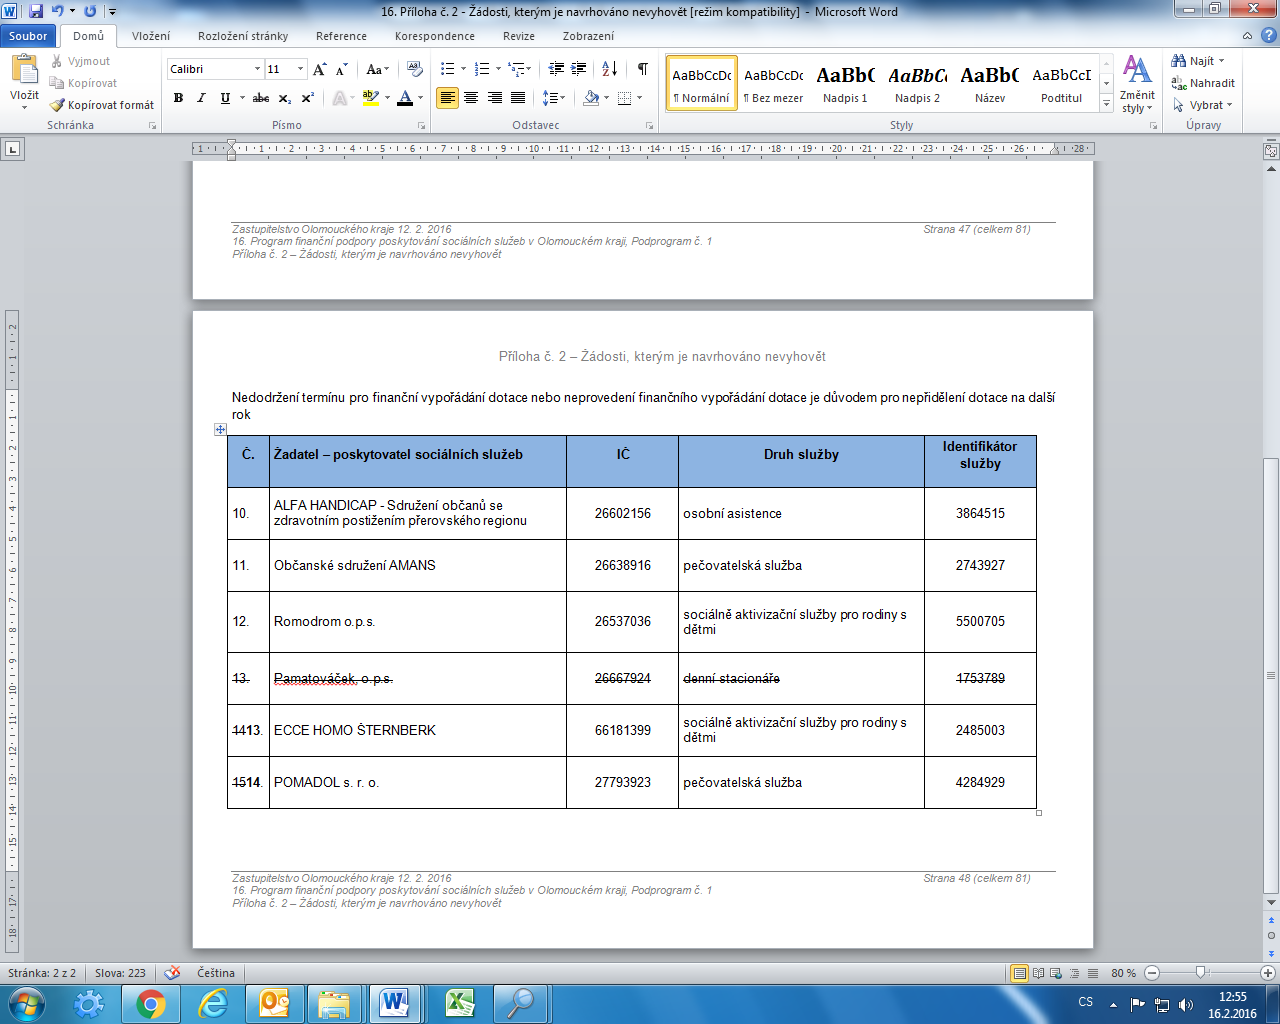 16. Příloha č. 2 - Žádosti, kterým je navrhováno nevyhovět [režim kompatibility] - Microsoft Word
Soubor Domů Vložení Rozložení stránky Reference Korespondence Revize Zobrazení
Vložit
Vyjmout
Kopírovat
Kopírovat formát
Schránka
Calibri 11
Písmo
Odstavec
AaBbCcDc AaBbCcDc AaBbC AaBbCc AaBbC AaBbCcI
¶ Normální ¶ Bez mezer Nadpis 1 Nadpis 2 Název Podtitul
Styly
Změnit styly
Najít
Nahradit
Vybrat
Úpravy
Zastupitelstvo Olomouckého kraje 12. 2. 2016 Strana 47 (celkem 81)
16. Program finanční podpory poskytování sociálních služeb v Olomouckém kraji, Podprogram č. 1
Příloha č. 2 – Žádosti, kterým je navrhováno nevyhovět
Příloha č. 2 – Žádosti, kterým je navrhováno nevyhovět
Nedodržení termínu pro finanční vypořádání dotace nebo neprovedení finančního vypořádání dotace je důvodem pro nepřidělení dotace na další
rok
Č. Žadatel – poskytovatel sociálních služeb IČ Druh služby Identifikátor služby
10. ALFA HANDICAP - Sdružení občanů se zdravotním postižením přerovského regionu 26602156 osobní asistence 3864515
11. Občanské sdružení AMANS 26638916 pečovatelská služba 2743927
12. Romodrom o.p.s. 26537036 sociálně aktivizační služby pro rodiny s dětmi 5500705
13. Pamatováček, o.p.s. 26667924 denní stacionáře 1753789
1413. ECCE HOMO ŠTERNBERK 66181399 sociálně aktivizační služby pro rodiny s dětmi 2485003
1514. POMADOL s. r. o. 27793923 pečovatelská služba 4284929
Zastupitelstvo Olomouckého kraje 12. 2. 2016 Strana 48 (celkem 81)
16. Program finanční podpory poskytování sociálních služeb v Olomouckém kraji, Podprogram č. 1
Příloha č. 2 – Žádosti, kterým je navrhováno nevyhovět
Stránka: 2 z 2 Slova: 223 Čeština 80 %
CS 12:55
16.2.2016